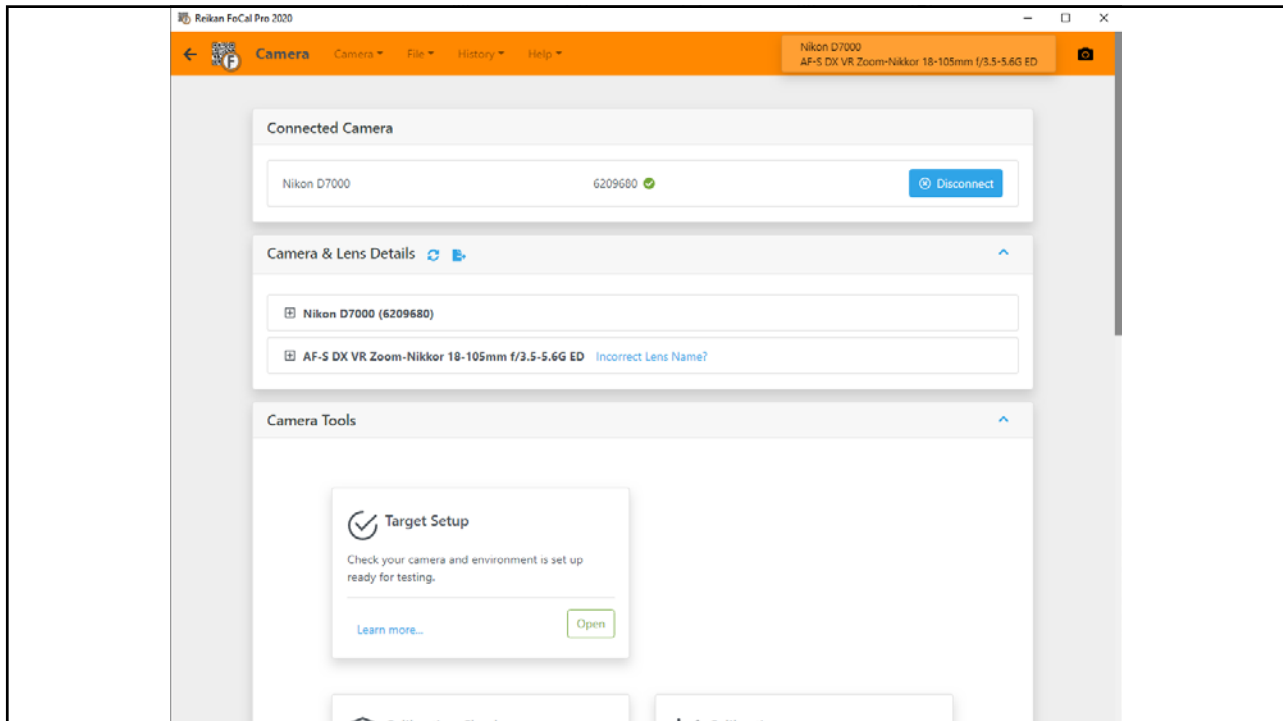 Reikan FoCal Pro 2020
Camera Camera File History Help
Nikon D7000
AF-S DX VR Zoom-Nikkor 18-105mm f/3.5-5.6G ED
Connected Camera
Nikon D7000 6209680 Disconnect
Camera & Lens Details
Nikon D7000 (6209680)
AF-S DX VR Zoom-Nikkor 18-105mm f/3.5-5.6G ED Incorrect Lens Name?
Camera Tools
Target Setup
Check your camera and environment is set up
ready for testing.
Learn more... Open